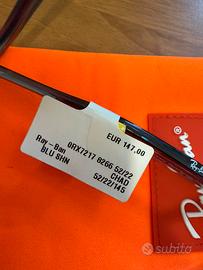 EUR 147.00
Ray-Ban 0RX7217 8266 52/22
BLU SHN CHAD
52/22/145
Ray-Ban
subito